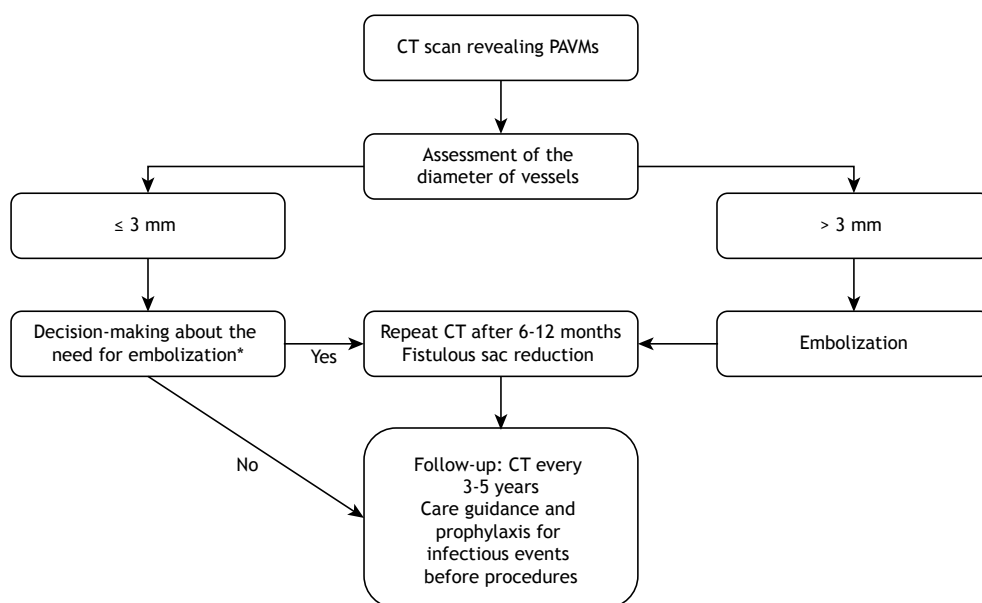 CT scan revealing PAVMs
Assessment of the
diameter of vessels
≤ 3 mm
> 3 mm
Decision-making about the
need for embolization*
Yes
Repeat CT after 6-12 months
Fistulous sac reduction
Embolization
No
Follow-up: CT every
3-5 years
Care guidance and
prophylaxis for
infectious events
before procedures